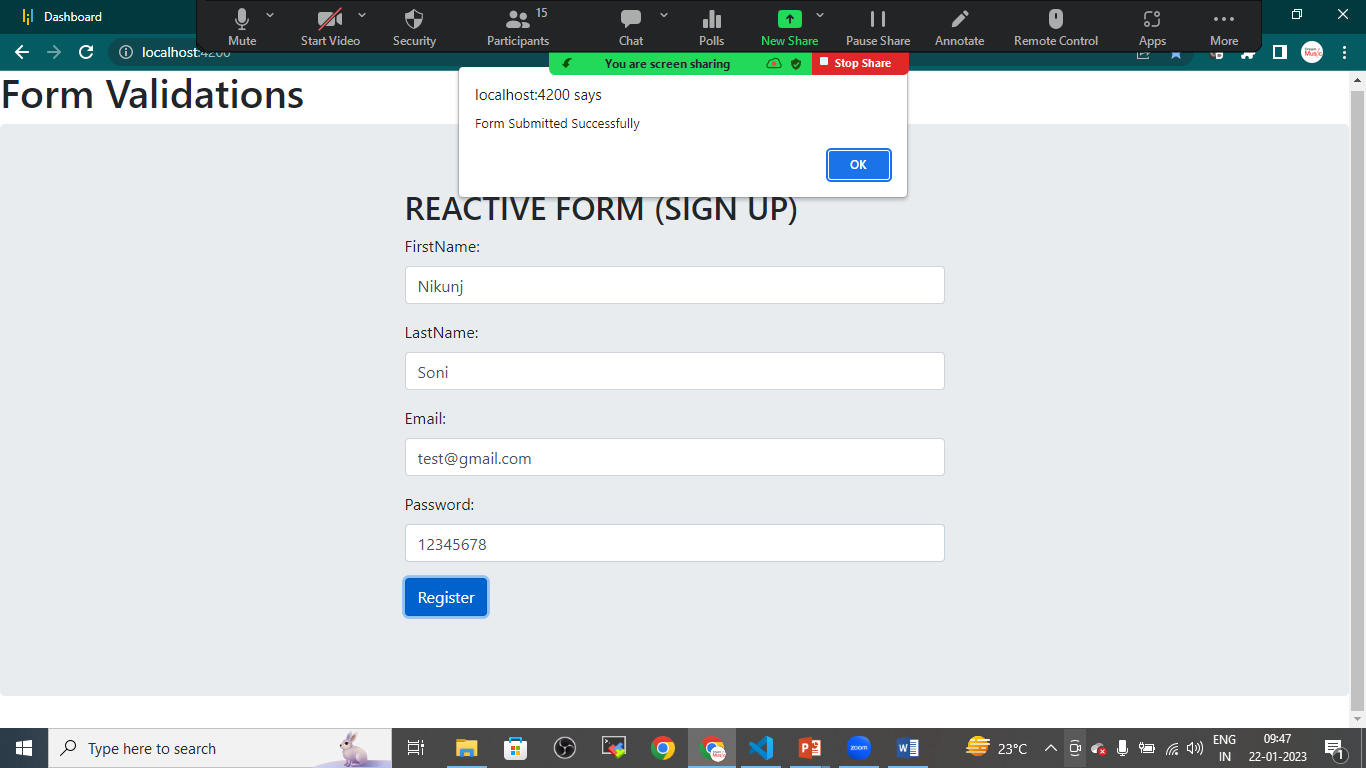 Dashboard
Mute
Start Video
Security
Participants
15
Chat
Polls
New Share
Pause Share
Annotate
Remote Control
Apps
More
localhost:4200
You are screen sharing
Stop Share
Form Validations
localhost:4200 says
Form Submitted Successfully
OK
REACTIVE FORM (SIGN UP)
FirstName:
Nikunj
LastName:
Soni
Email:
test@gmail.com
Password:
12345678
Register
Type here to search
zoom
23°C
ENG
IN
09:47
22-01-2023
1